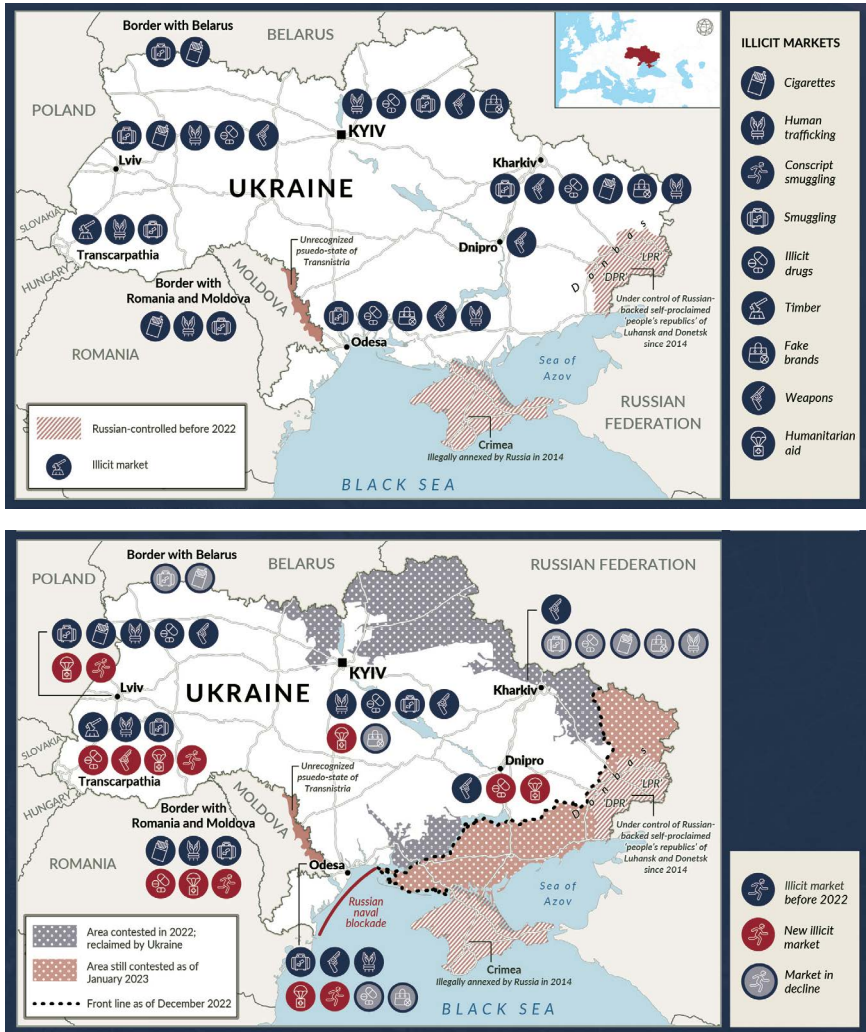 Border with Belarus
BELARUS
POLAND
KYIV
Lviv
Kharkiv
UKRAINE
SLOVAKIA
Transcarpathia
HUNGARY
Unrecognized
psuedo-state of
Transnistria
MOLDOVA
Dnipro
Donbas
'LPR'
'DPR'
Under control of Russian-
backed self-proclaimed
'people's republics' of
Luhansk and Donetsk
since 2014
Border with
Romania and Moldova
ROMANIA
Odesa
Sea of
Azov
RUSSIAN
FEDERATION
Crimea
Illegally annexed by Russia in 2014
BLACK SEA
Russian-controlled before 2022
Illicit market
ILLICIT MARKETS
Cigarettes
Human
trafficking
Conscript
smuggling
Smuggling
Illicit
drugs
Timber
Fake
brands
Weapons
Humanitarian
aid
Border with Belarus
BELARUS
RUSSIAN FEDERATION
POLAND
KYIV
Lviv
UKRAINE
Kharkiv
SLOVAKIA
Transcarpathia
HUNGARY
Unrecognized
psuedo-state of
Transnistria
MOLDOVA
Dnipro
Donbas
'LPR'
'DPR'
Under control of Russian-
backed self-proclaimed
'people's republics' of
Luhansk and Donetsk
since 2014
Border with
Romania and Moldova
ROMANIA
Odesa
Russian
naval
blockade
Sea of
Azov
Crimea
Illegally annexed by Russia in 2014
BLACK SEA
Area contested in 2022;
reclaimed by Ukraine
Area still contested as of
January 2023
Front line as of December 2022
Illicit market
before 2022
New illicit
market
Market in
decline